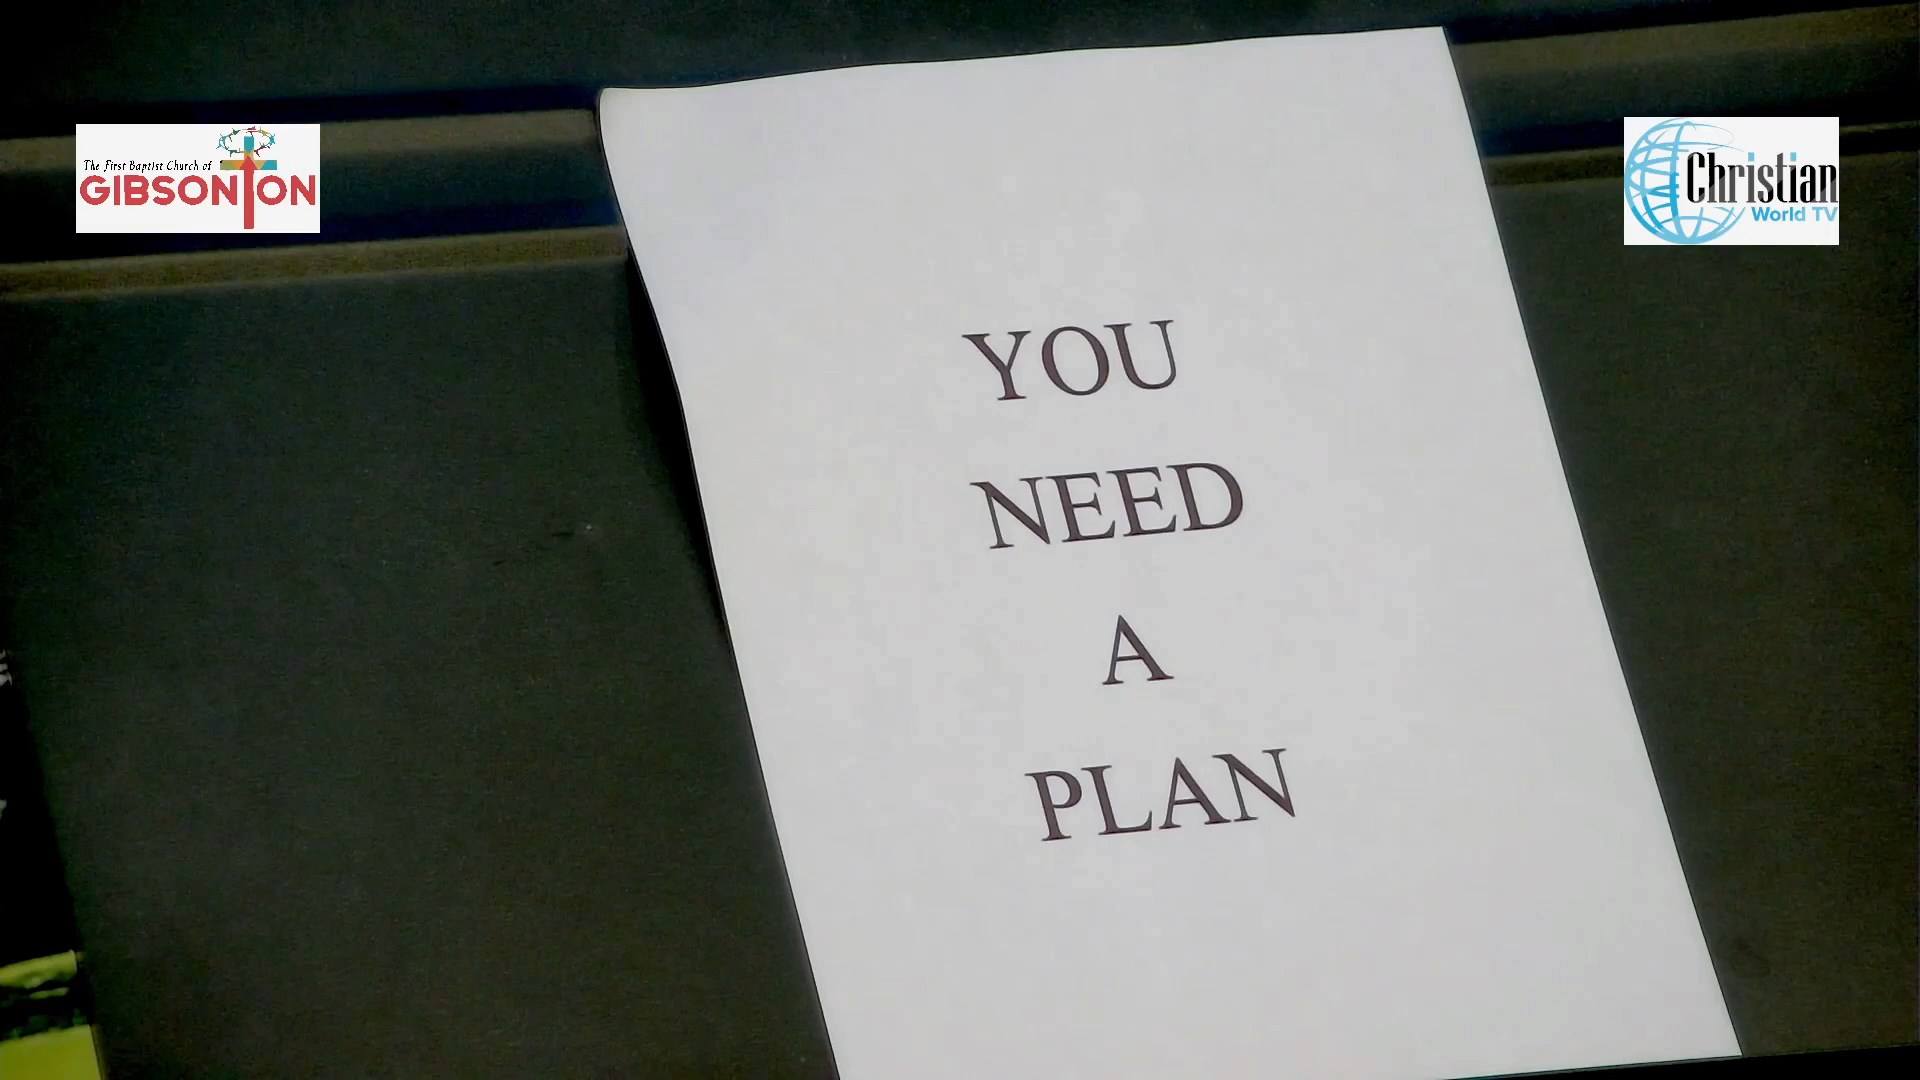 The First Baptist Church of
GIBSONTON
Christian
World TV
YOU
NEED
A
PLAN